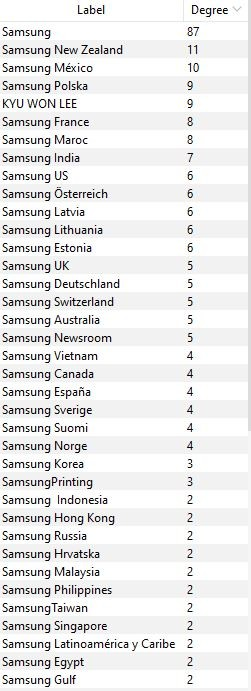 Label Degree
Samsung 87
Samsung New Zealand 11
Samsung México 10
Samsung Polska 9
KYU WON LEE 9
Samsung France 8
Samsung Maroc 8
Samsung India 7
Samsung US 6
Samsung Österreich 6
Samsung Latvia 6
Samsung Lithuania 6
Samsung Estonia 6
Samsung UK 5
Samsung Deutschland 5
Samsung Switzerland 5
Samsung Australia 5
Samsung Newsroom 5
Samsung Vietnam 4
Samsung Canada 4
Samsung España 4
Samsung Sverige 4
Samsung Suomi 4
Samsung Norge 4
Samsung Korea 3
SamsungPrinting 3
Samsung  Indonesia 2
Samsung Hong Kong 2
Samsung Russia 2
Samsung Hrvatska 2
Samsung Malaysia 2
Samsung Philippines 2
SamsungTaiwan 2
Samsung Singapore 2
Samsung Latinoamérica y Caribe 2
Samsung Egypt 2
Samsung Gulf 2